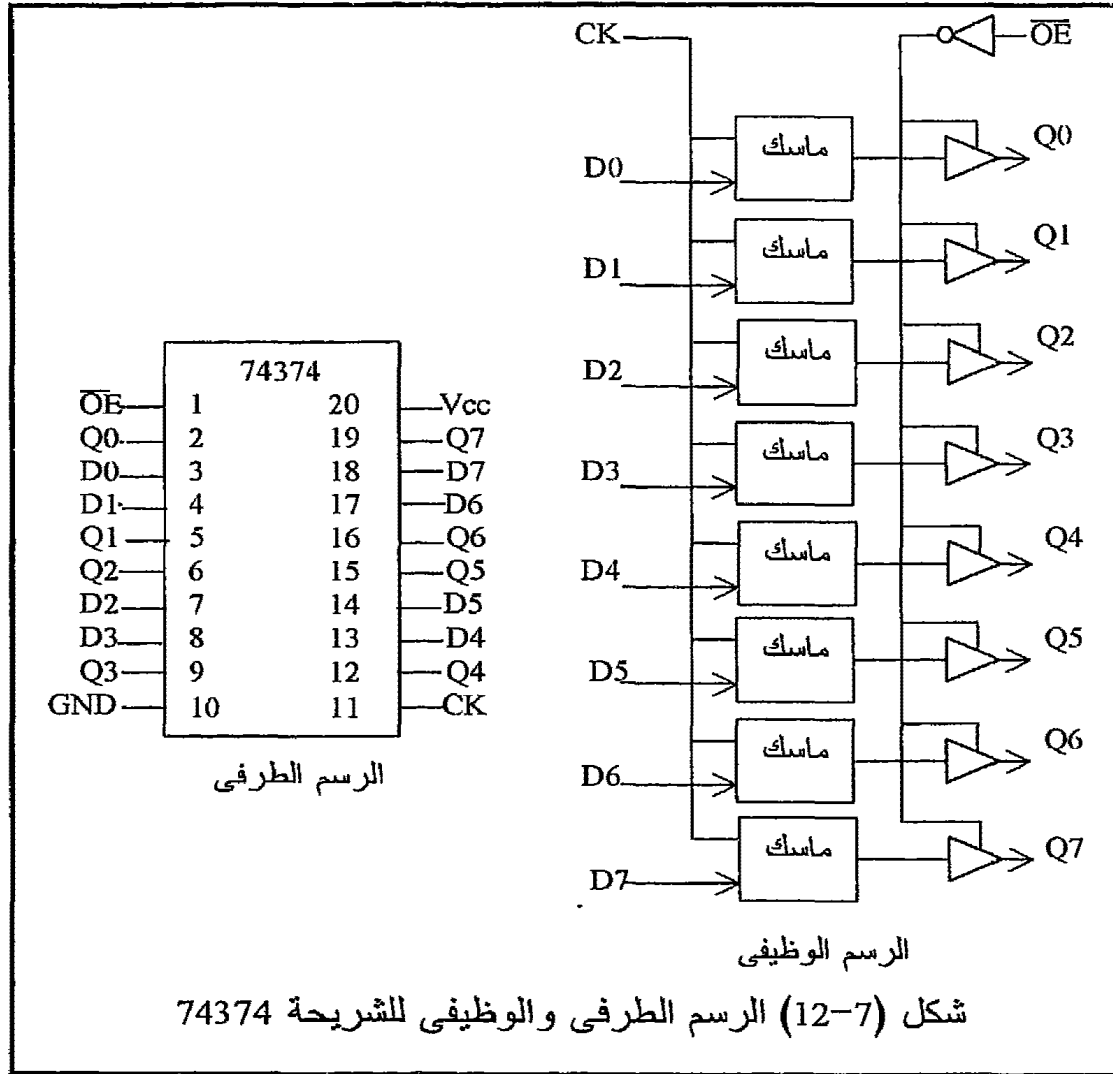 74374
O̅E̅ 1 20 Vcc
Q0 2 19 Q7
D0 3 18 D7
D1 4 17 D6
Q1 5 16 Q6
Q2 6 15 Q5
D2 7 14 D5
D3 8 13 D4
Q3 9 12 Q4
GND 10 11 CK
الرسم الطرفى
CK O̅E̅
ماسك Q0
D0
ماسك Q1
D1
ماسك Q2
D2
ماسك Q3
D3
ماسك Q4
D4
ماسك Q5
D5
ماسك Q6
D6
ماسك Q7
D7
الرسم الوظيفى
شكل (7-12) الرسم الطرفى والوظيفى للشريحة 74374